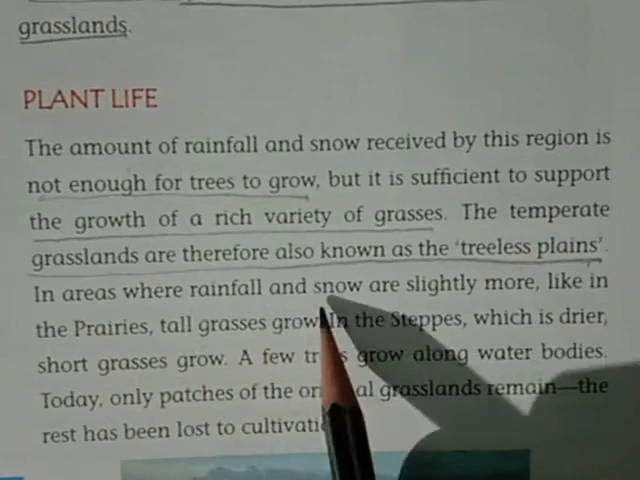 grasslands.
PLANT LIFE
The amount of rainfall and snow received by this region is
not enough for trees to grow, but it is sufficient to support
the growth of a rich variety of grasses. The temperate
grasslands are therefore also known as the 'treeless plains'.
In areas where rainfall and snow are slightly more, like in
the Prairies, tall grasses grow. In the Steppes, which is drier,
short grasses grow. A few trees grow along water bodies.
Today, only patches of the original grasslands remain—the
rest has been lost to cultivation